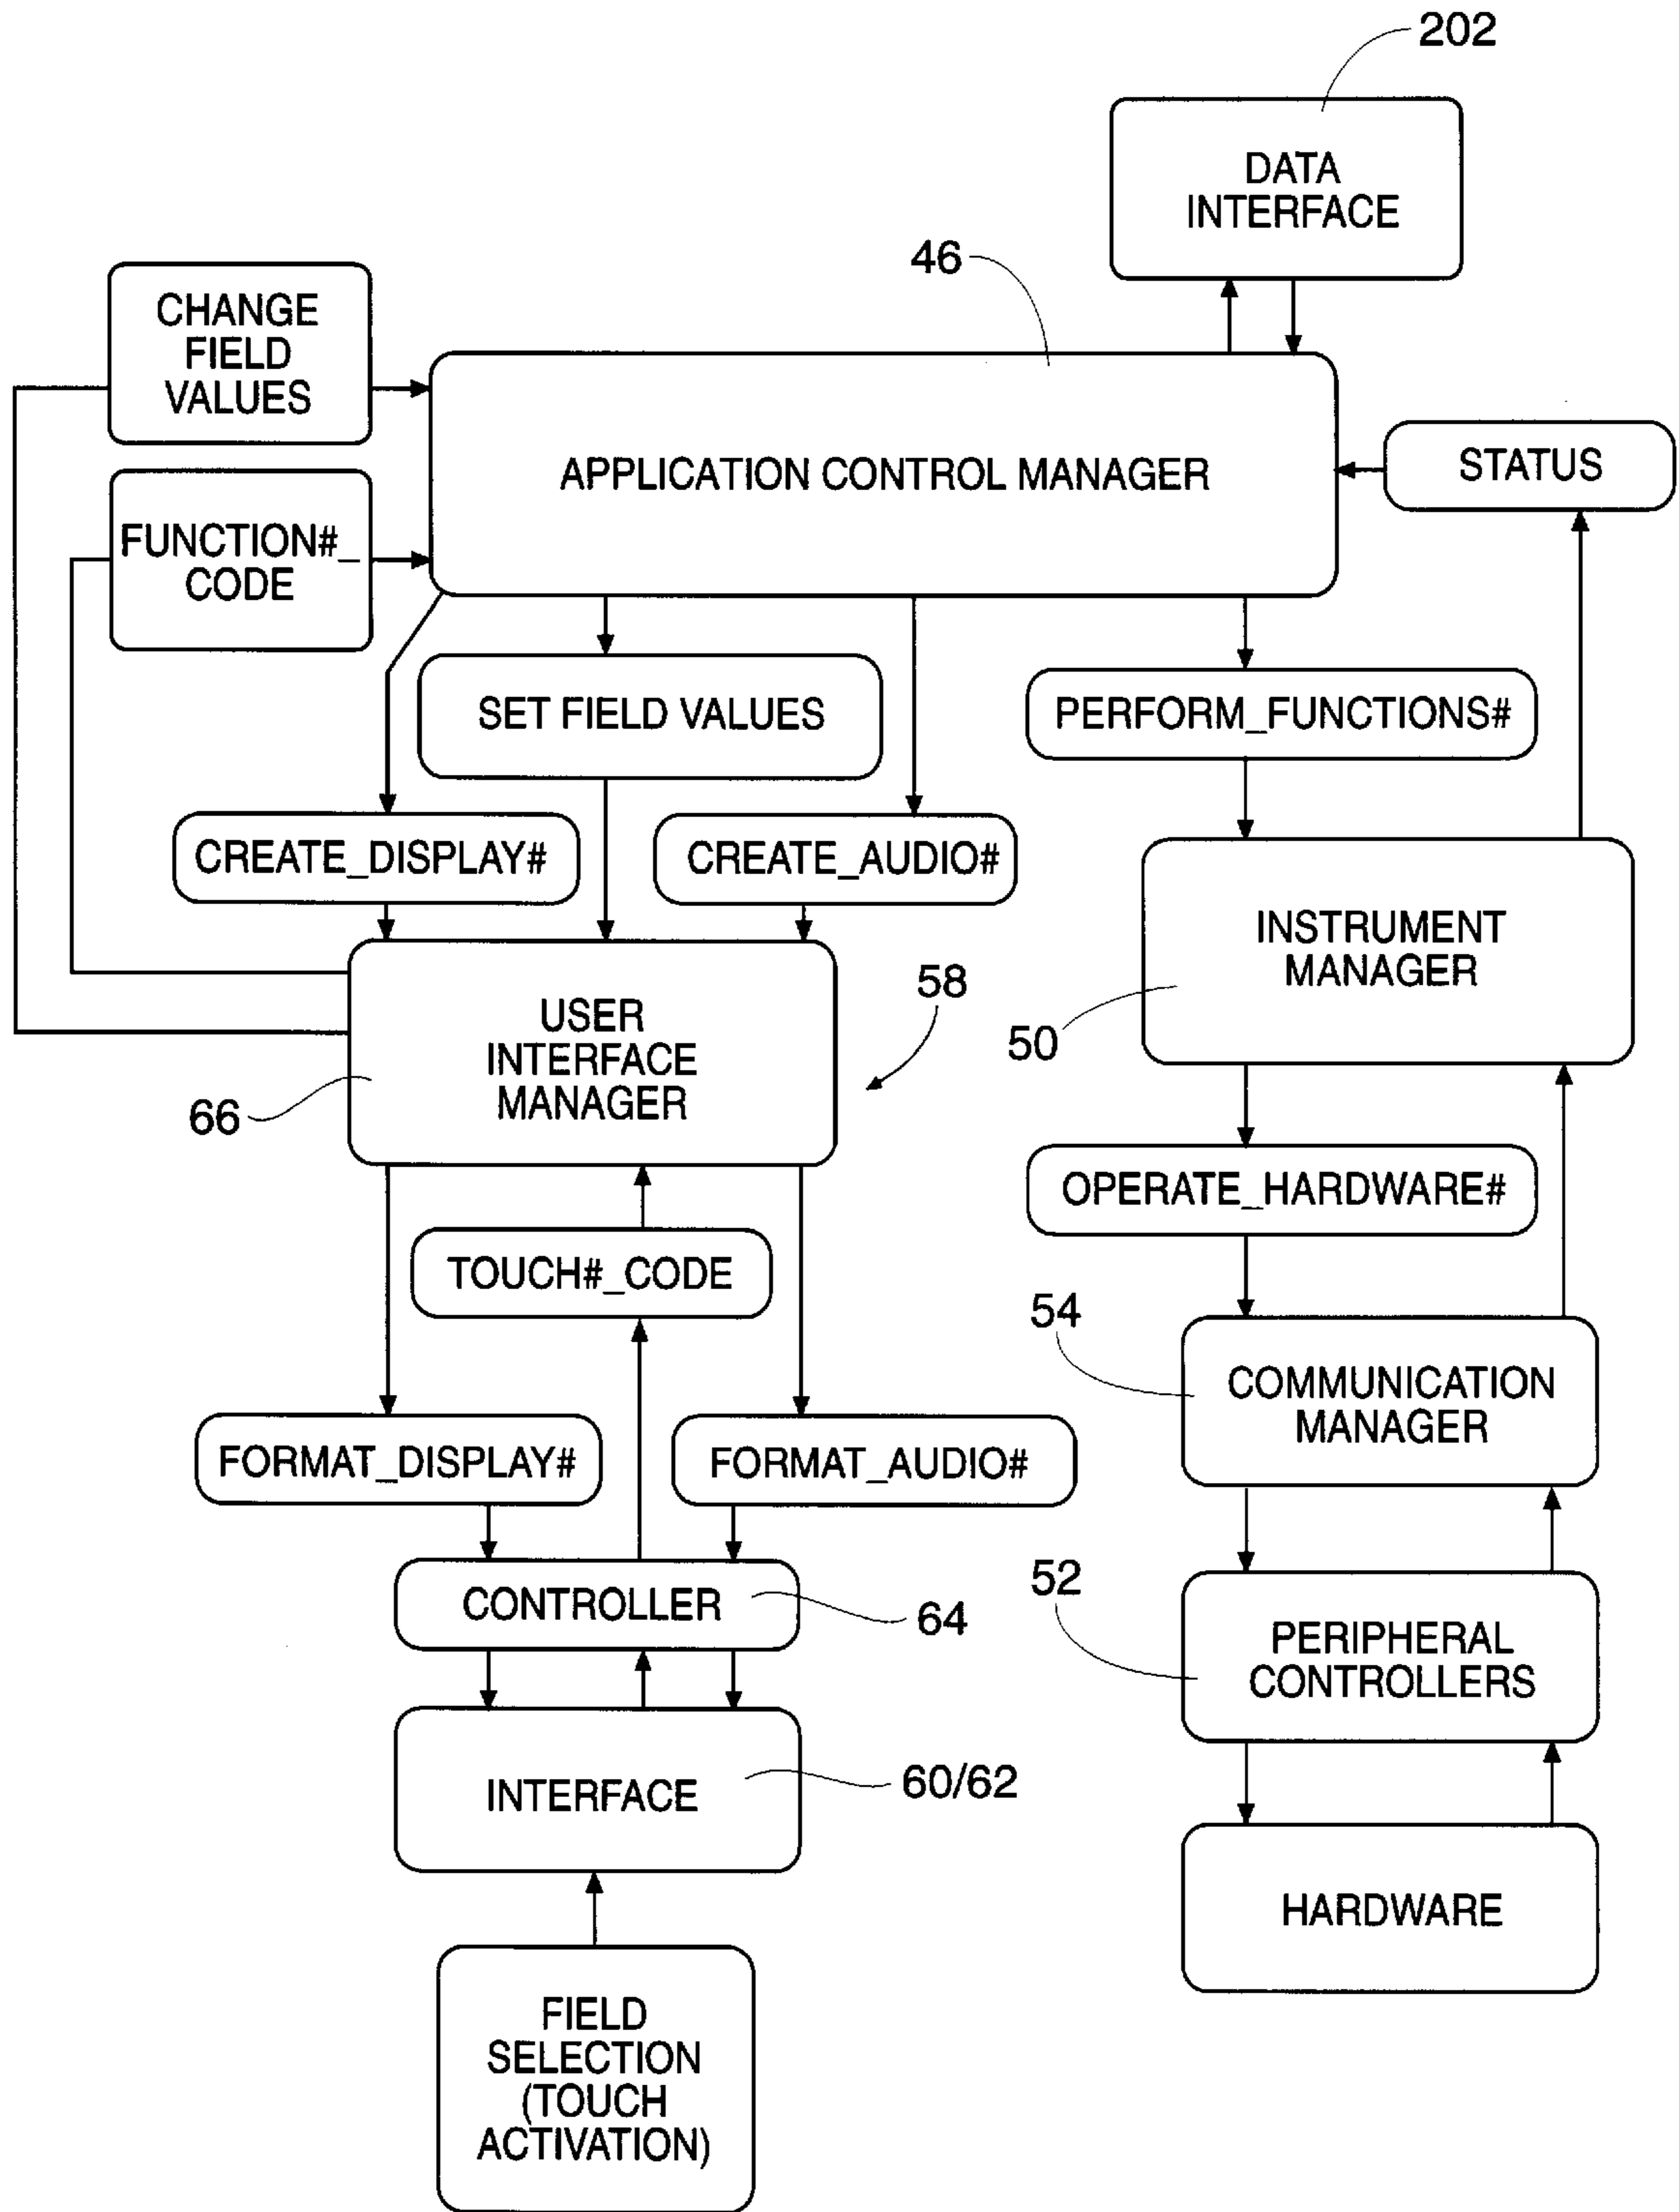 202
DATA
INTERFACE
46
CHANGE
FIELD
VALUES
APPLICATION CONTROL MANAGER
STATUS
FUNCTION#_
CODE
SET FIELD VALUES
PERFORM_FUNCTIONS#
CREATE_DISPLAY#
CREATE_AUDIO#
INSTRUMENT
MANAGER
50
58
USER
INTERFACE
MANAGER
66
OPERATE_HARDWARE#
TOUCH#_CODE
54
COMMUNICATION
MANAGER
FORMAT_DISPLAY#
FORMAT_AUDIO#
CONTROLLER
64
52
PERIPHERAL
CONTROLLERS
INTERFACE
60/62
HARDWARE
FIELD
SELECTION
(TOUCH
ACTIVATION)